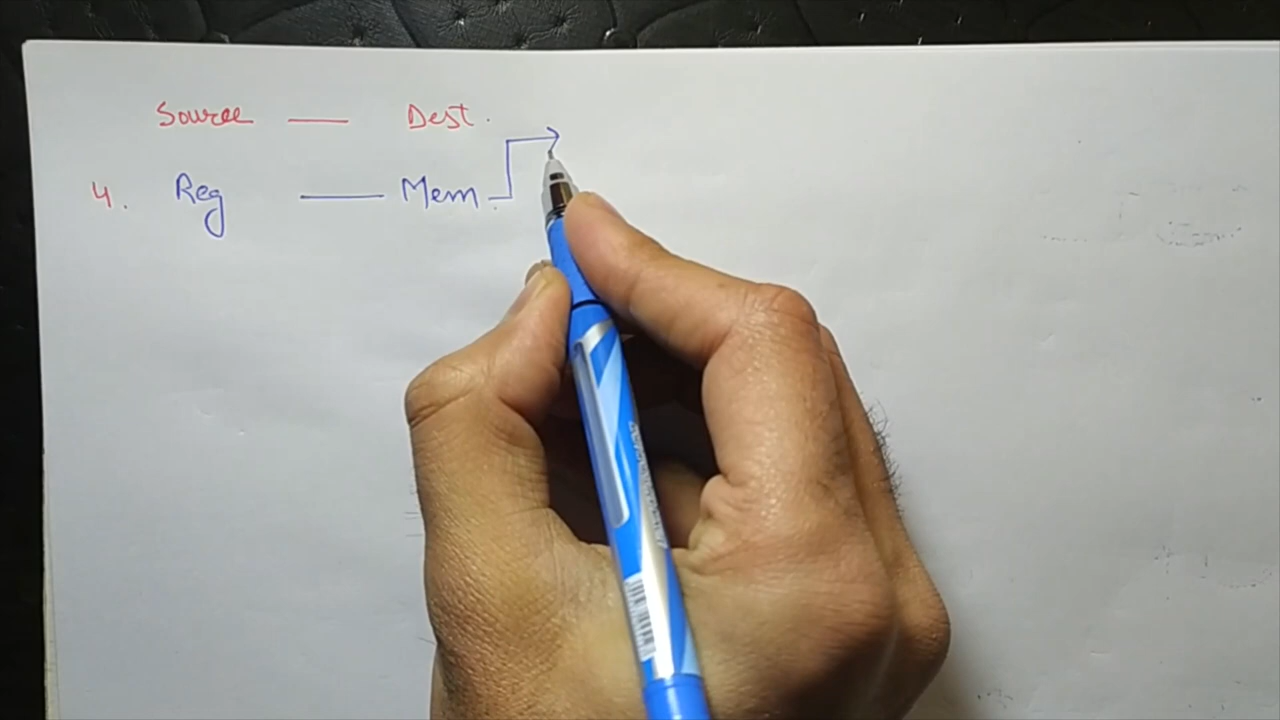 Source — Dest.
4. Reg — Mem.